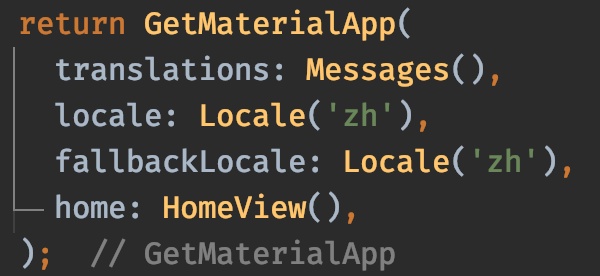 return GetMaterialApp(
translations: Messages(),
locale: Locale('zh'),
fallbackLocale: Locale('zh'),
home: HomeView(),
); // GetMaterialApp